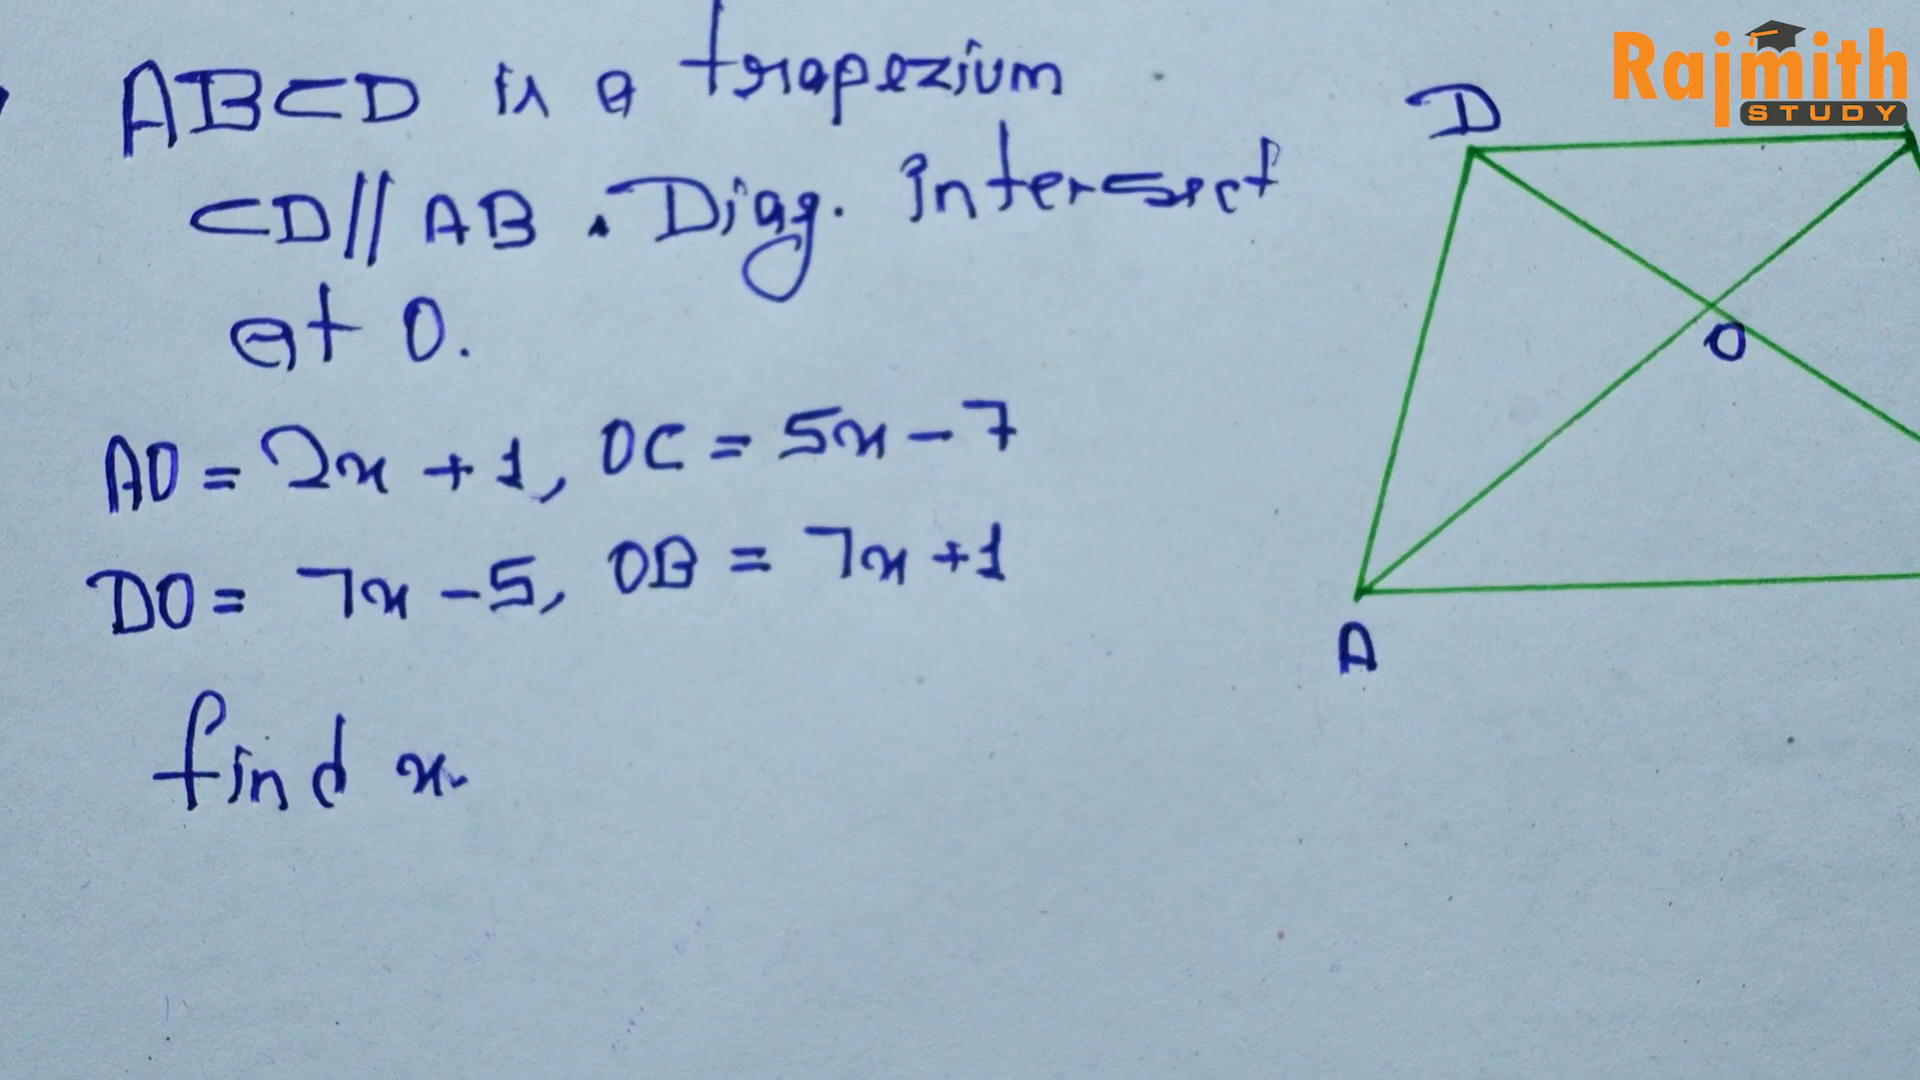 ABCD is a trapezium
CD//AB . Diag. Intersect
at O.
AO = 2x + 1, OC = 5x - 7
DO = 7x - 5, OB = 7x + 1
find x.
D
O
A
Rajmith
STUDY